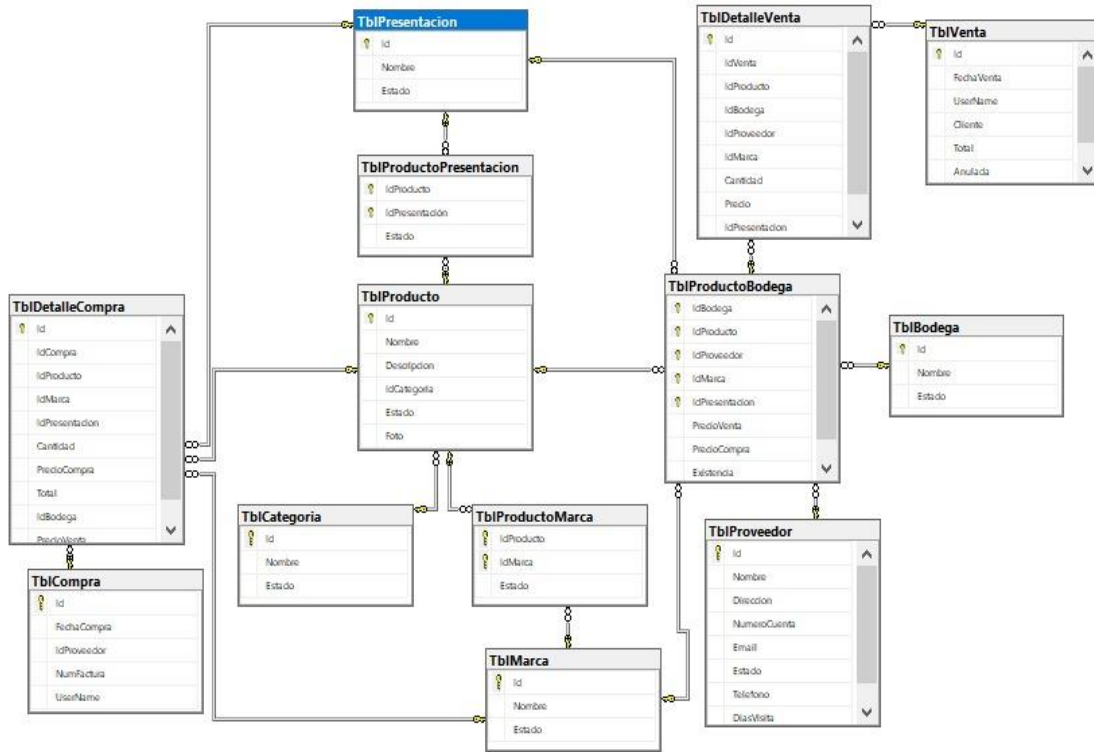 TblPresentacion
Id
Nombre
Estado
TblProductoPresentacion
IdProducto
IdPresentación
Estado
TblProducto
Id
Nombre
Descripcion
IdCategoria
Estado
Foto
TblDetalleVenta
Id
IdVenta
IdProducto
IdBodega
IdProveedor
IdMarca
Cantidad
Precio
IdPresentacion
TblVenta
Id
FechaVenta
UserName
Cliente
Total
Anulada
TblProductoBodega
IdBodega
IdProducto
IdProveedor
IdMarca
IdPresentacion
PrecioVenta
PrecioCompra
Existencia
TblBodega
Id
Nombre
Estado
TblDetalleCompra
Id
IdCompra
IdProducto
IdMarca
IdPresentacion
Cantidad
PrecioCompra
Total
IdBodega
PrecioVenta
TblCompra
Id
FechaCompra
IdProveedor
NumFactura
UserName
TblCategoria
Id
Nombre
Estado
TblProductoMarca
IdProducto
IdMarca
Estado
TblMarca
Id
Nombre
Estado
TblProveedor
Id
Nombre
Direccion
NumeroCuenta
Email
Estado
Telefono
DiasVisita